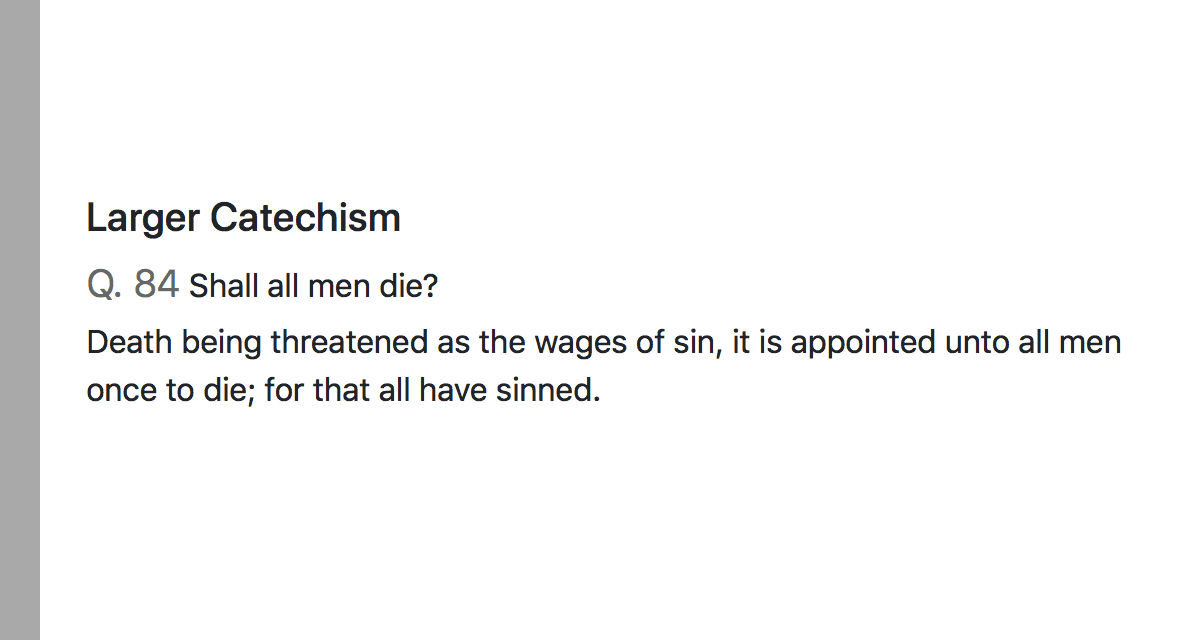 Larger Catechism
Q. 84 Shall all men die?
Death being threatened as the wages of sin, it is appointed unto all men
once to die; for that all have sinned.